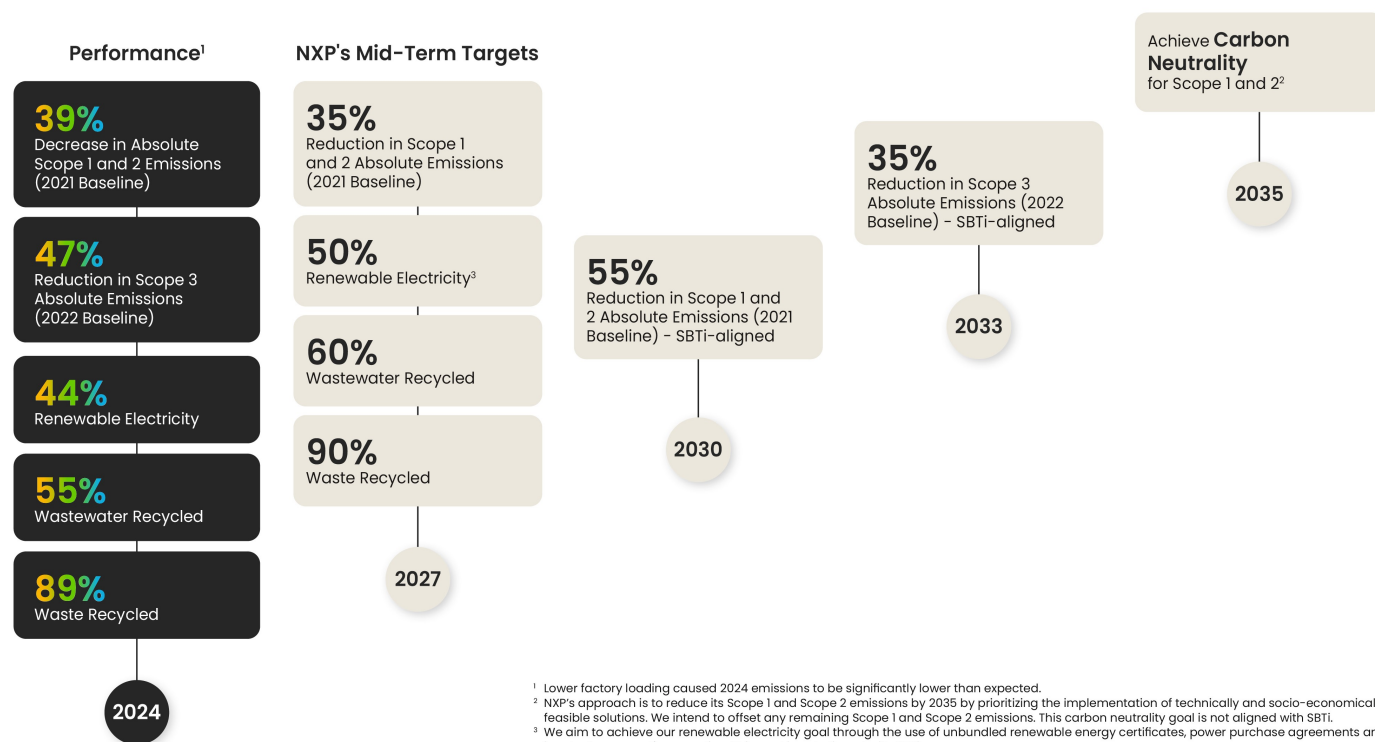 Performance¹
39%
Decrease in Absolute
Scope 1 and 2 Emissions
(2021 Baseline)
47%
Reduction in Scope 3
Absolute Emissions
(2022 Baseline)
44%
Renewable Electricity
55%
Wastewater Recycled
89%
Waste Recycled
2024
NXP's Mid-Term Targets
35%
Reduction in Scope 1
and 2 Absolute Emissions
(2021 Baseline)
50%
Renewable Electricity³
60%
Wastewater Recycled
90%
Waste Recycled
2027
55%
Reduction in Scope 1 and
2 Absolute Emissions (2021
Baseline) - SBTi-aligned
2030
35%
Reduction in Scope 3
Absolute Emissions (2022
Baseline) - SBTi-aligned
2033
Achieve Carbon
Neutrality
for Scope 1 and 2²
2035
¹ Lower factory loading caused 2024 emissions to be significantly lower than expected.
² NXP's approach is to reduce its Scope 1 and Scope 2 emissions by 2035 by prioritizing the implementation of technically and socio-economical
feasible solutions. We intend to offset any remaining Scope 1 and Scope 2 emissions. This carbon neutrality goal is not aligned with SBTi.
³ We aim to achieve our renewable electricity goal through the use of unbundled renewable energy certificates, power purchase agreements